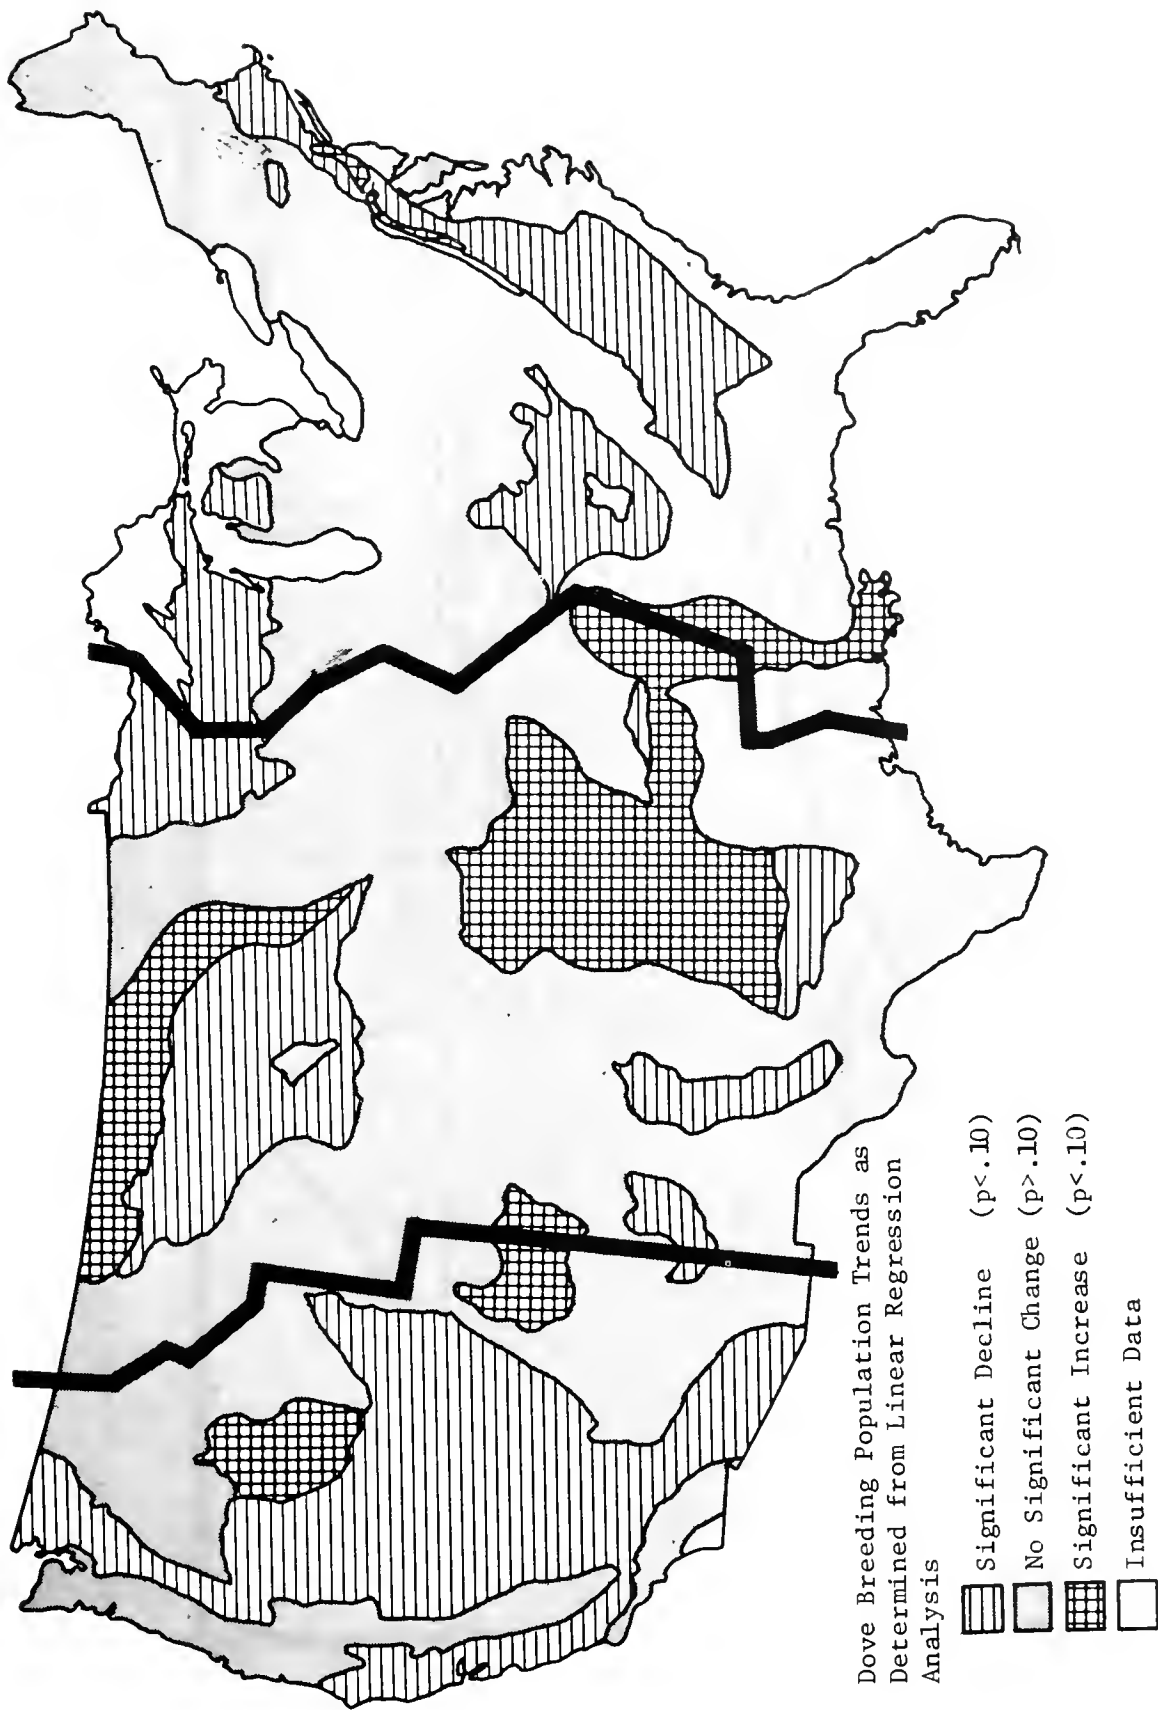 Dove Breeding Population Trends as
Determined from Linear Regression
Analysis
Significant Decline (p<.10)
No Significant Change (p>.10)
Significant Increase (p<.10)
Insufficient Data